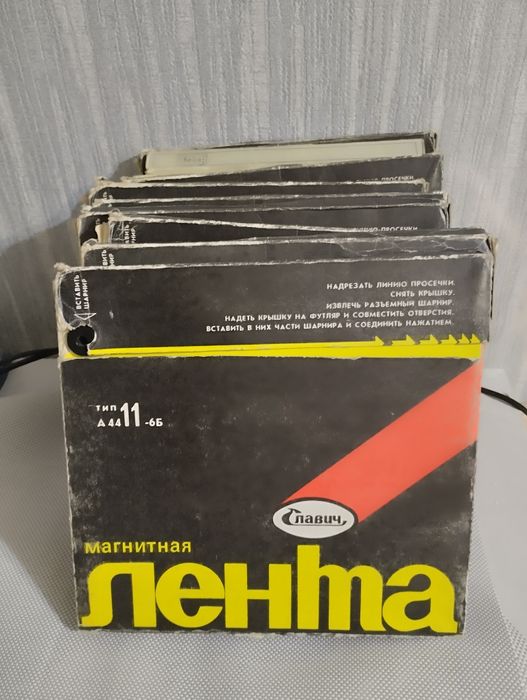 ПРОСЕЧКИ.
ВСТАВИТЬ
ШАРНИР
НАДРЕЗАТЬ ЛИНИЮ ПРОСЕЧКИ.
СНЯТЬ КРЫШКУ.
ИЗВЛЕЧЬ РАЗЪЕМНЫЙ ШАРНИР.
НАДЕТЬ КРЫШКУ НА ФУТЛЯР И СОВМЕСТИТЬ ОТВЕРСТИЯ.
ВСТАВИТЬ В НИХ ЧАСТИ ШАРНИРА И СОЕДИНИТЬ НАЖАТИЕМ.
ТИП
А4411-6Б
Славич
МАГНИТНАЯ
ЛЕНТА